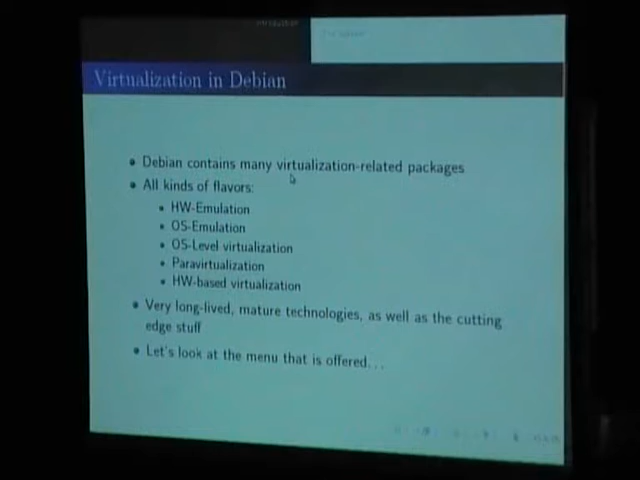 Virtualization in Debian
Debian contains many virtualization-related packages
All kinds of flavors:
HW-Emulation
OS-Emulation
OS-Level virtualization
Paravirtualization
HW-based virtualization
Very long-lived, mature technologies, as well as the cutting
edge stuff
Let's look at the menu that is offered...